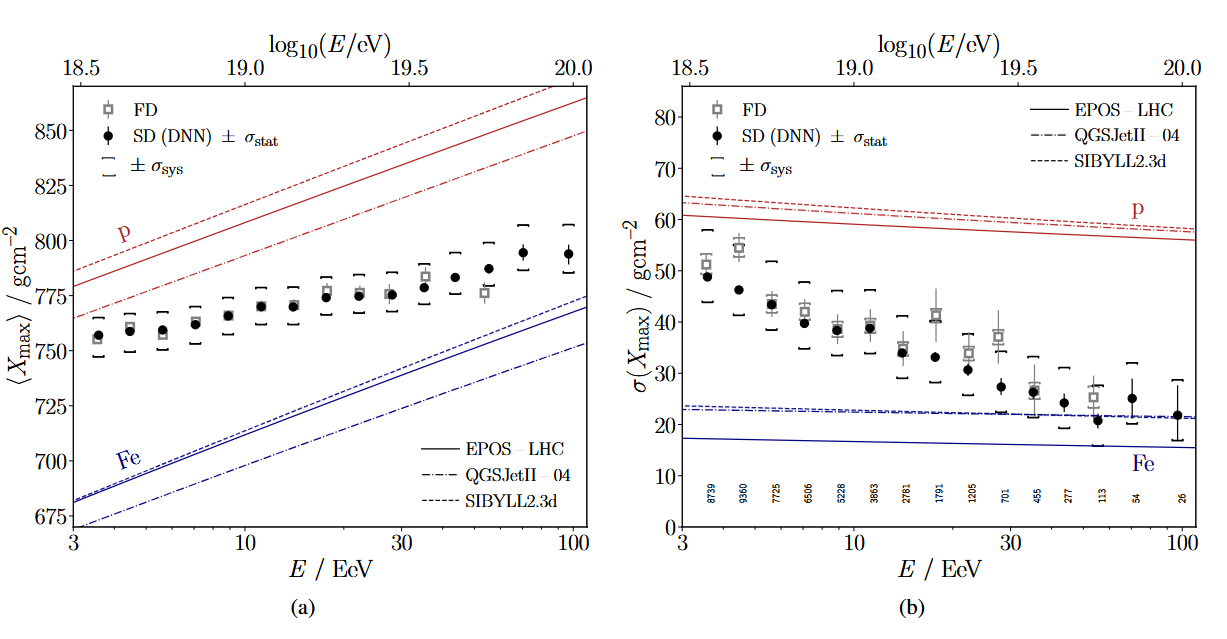 log₁₀(E/eV)
18.5 19.0 19.5 20.0
FD
SD (DNN) ± σstat
± σsys
p
Fe
EPOS – LHC
QGSJetII – 04
SIBYLL2.3d
850
825
800
775
750
725
700
675
⟨Xmax⟩ / gcm⁻²
3 10 30 100
E / EeV
(a)
log₁₀(E/eV)
18.5 19.0 19.5 20.0
FD
SD (DNN) ± σstat
± σsys
EPOS – LHC
QGSJetII – 04
SIBYLL2.3d
p
Fe
80
70
60
50
40
30
20
10
0
σ(Xmax) / gcm⁻²
8739 9360 7725 6506 5228 3863 2781 1791 1205 701 455 277 113 54 26
3 10 30 100
E / EeV
(b)